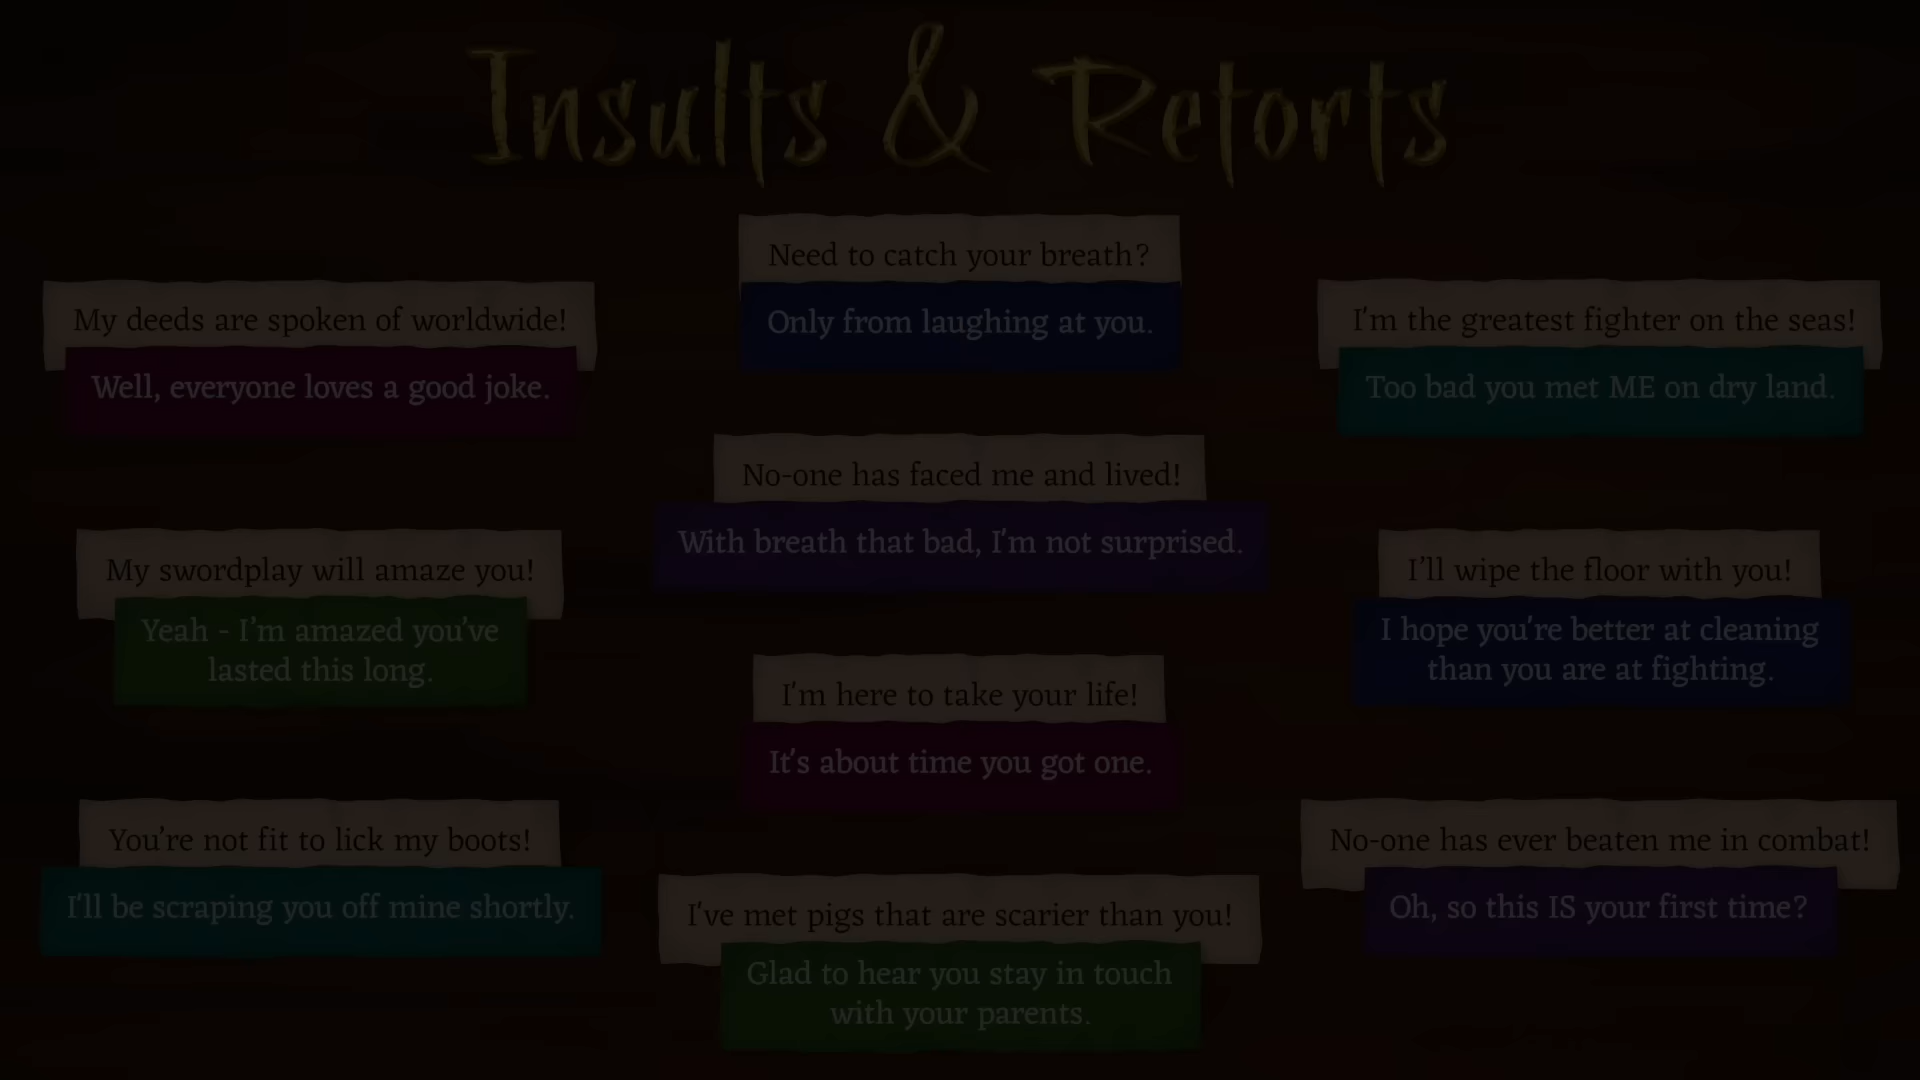 Insults & Retorts
My deeds are spoken of worldwide!
Well, everyone loves a good joke.
My swordplay will amaze you!
Yeah - I’m amazed you’ve
lasted this long.
You’re not fit to lick my boots!
I'll be scraping you off mine shortly.
Need to catch your breath?
Only from laughing at you.
No-one has faced me and lived!
With breath that bad, I'm not surprised.
I'm here to take your life!
It's about time you got one.
I've met pigs that are scarier than you!
Glad to hear you stay in touch
with your parents.
I'm the greatest fighter on the seas!
Too bad you met ME on dry land.
I’ll wipe the floor with you!
I hope you're better at cleaning
than you are at fighting.
No-one has ever beaten me in combat!
Oh, so this IS your first time?